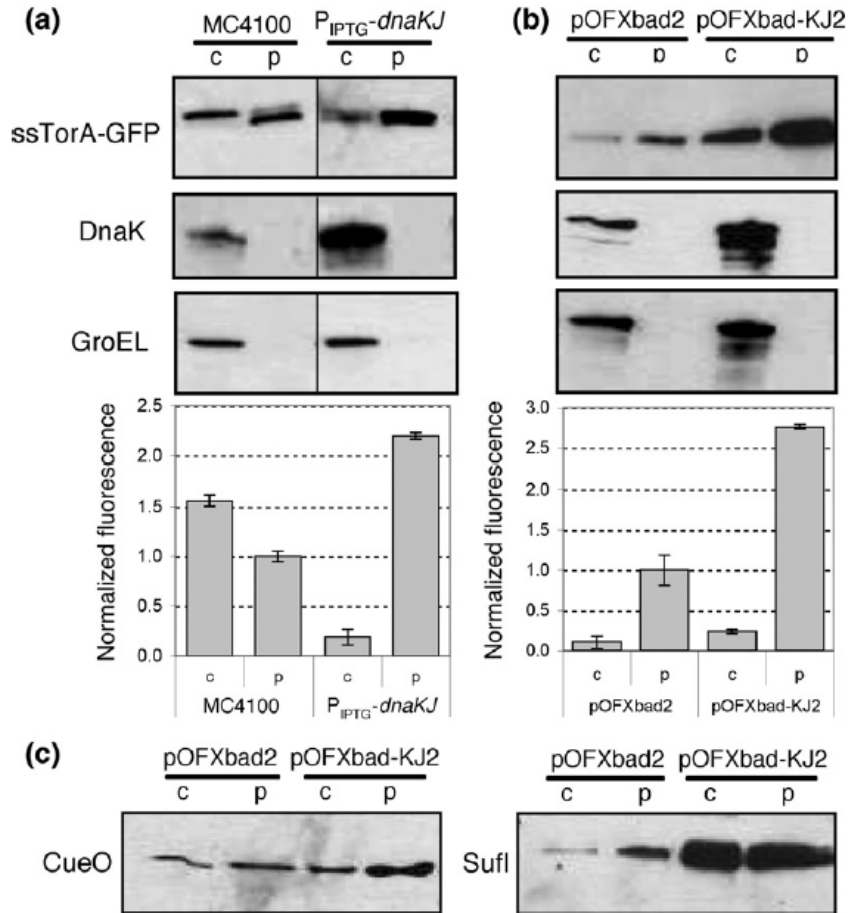 (a)
MC4100 PIPTG-dnaKJ
c p c p
ssTorA-GFP
DnaK
GroEL
Normalized fluorescence
2.5
2.0
1.5
1.0
0.5
0.0
c p c p
MC4100 PIPTG-dnaKJ
(b)
pOFXbad2 pOFXbad-KJ2
c p c p
Normalized fluorescence
3.0
2.5
2.0
1.5
1.0
0.5
0.0
c p c p
pOFXbad2 pOFXbad-KJ2
(c)
pOFXbad2 pOFXbad-KJ2
c p c p
CueO
pOFXbad2 pOFXbad-KJ2
c p c p
SufI